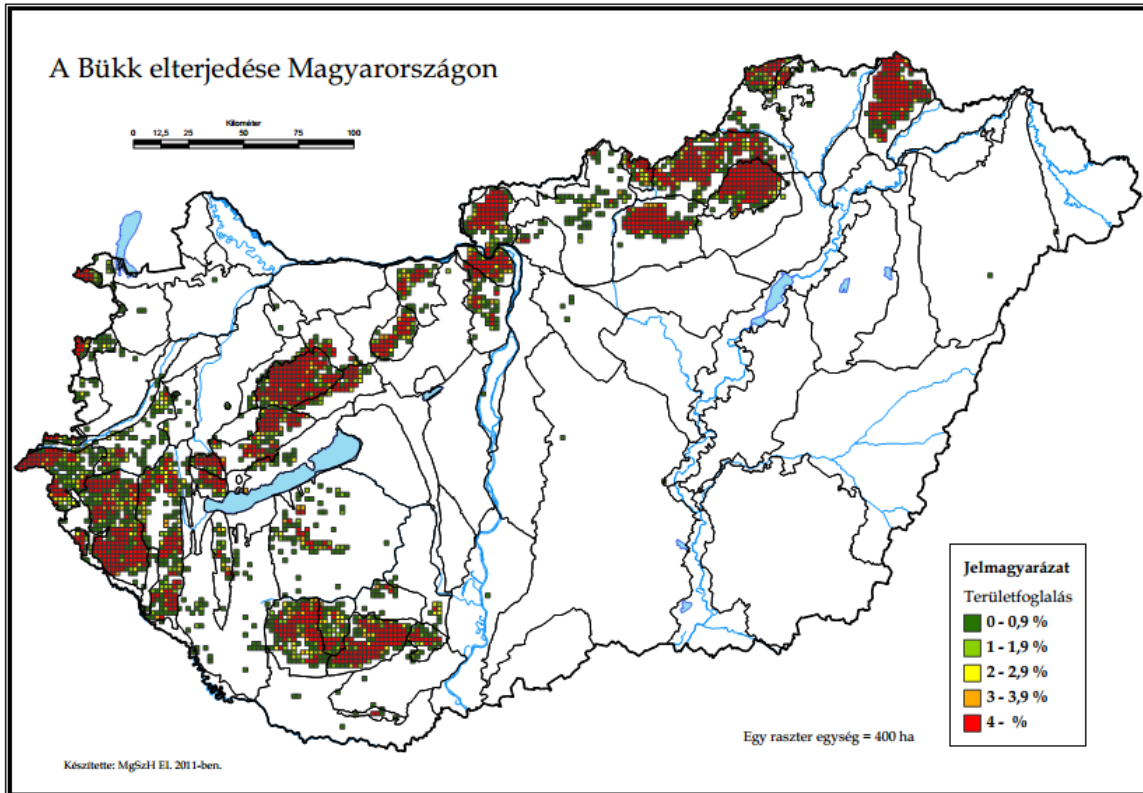 A Bükk elterjedése Magyarországon
Kilométer
0 12,5 25 50 75 100
Jelmagyarázat
Területfoglalás
0 - 0,9 %
1 - 1,9 %
2 - 2,9 %
3 - 3,9 %
4 - %
Egy raszter egység = 400 ha
Készítette: MgSzH EI. 2011-ben.